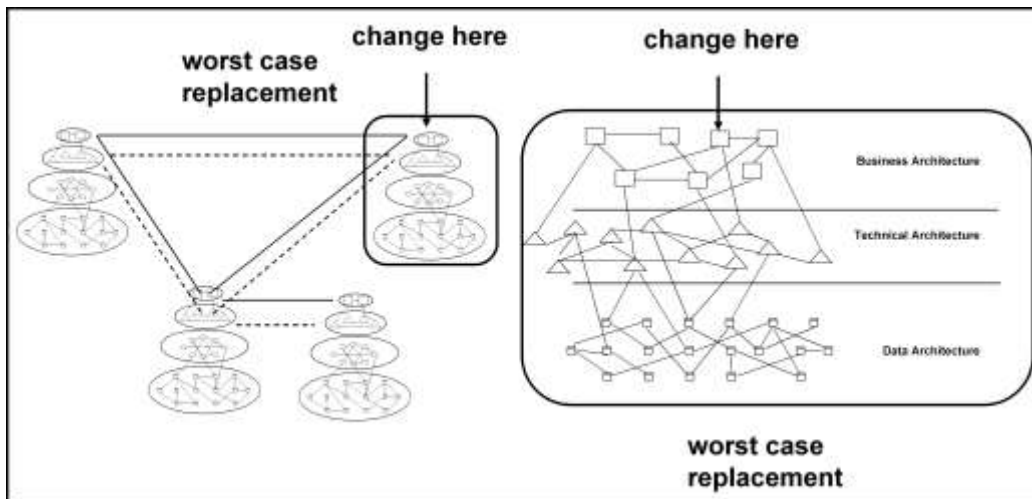 change here
worst case
replacement
change here
Business Architecture
Technical Architecture
Data Architecture
worst case
replacement